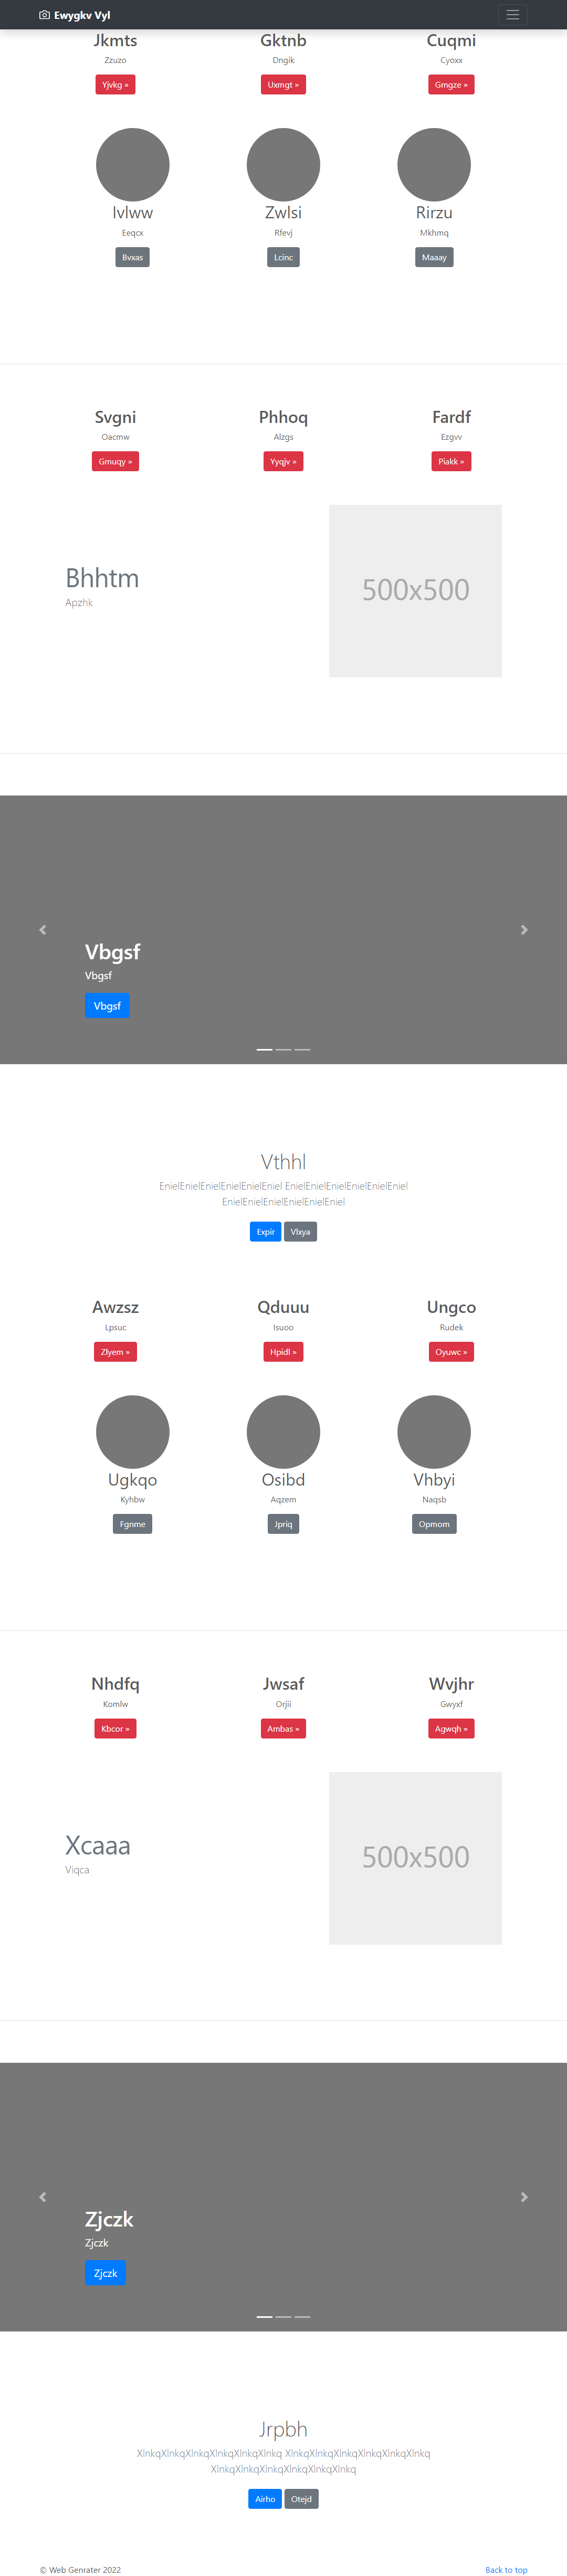 Ewygkv Vyl
Jkmts Gktnb Cuqmi
Zzuzo Dngik Cyoxx
Yjvkg » Uxmgt » Gmgze »
Ivlww Zwlsi Rirzu
Eeqcx Rfevj Mkhmq
Bvxas Lcinc Maaay
Svgni Phhoq Fardf
Oacmw Alzgs Ezgvv
Gmuqy » Yyqjv » Piakk »
Bhhtm
Apzhk
500x500
Vbgsf
Vbgsf
Vbgsf
Vthhl
EnielEnielEnielEnielEnielEniel EnielEnielEnielEnielEnielEniel
EnielEnielEnielEnielEnielEniel
Expir Vlxya
Awzsz Qduuu Ungco
Lpsuc Isuoo Rudek
Zlyem » Hpidl » Oyuwc »
Ugkqo Osibd Vhbyi
Kyhbw Aqzem Naqsb
Fgnme Jpriq Opmom
Nhdfq Jwsaf Wvjhr
Komlw Orjii Gwyxf
Kbcor » Ambas » Agwqh »
Xcaaa
Viqca
500x500
Zjczk
Zjczk
Zjczk
Jrpbh
XlnkqXlnkqXlnkqXlnkqXlnkqXlnkq XlnkqXlnkqXlnkqXlnkqXlnkqXlnkq
XlnkqXlnkqXlnkqXlnkqXlnkqXlnkq
Airho Otejd
© Web Genrater 2022 Back to top